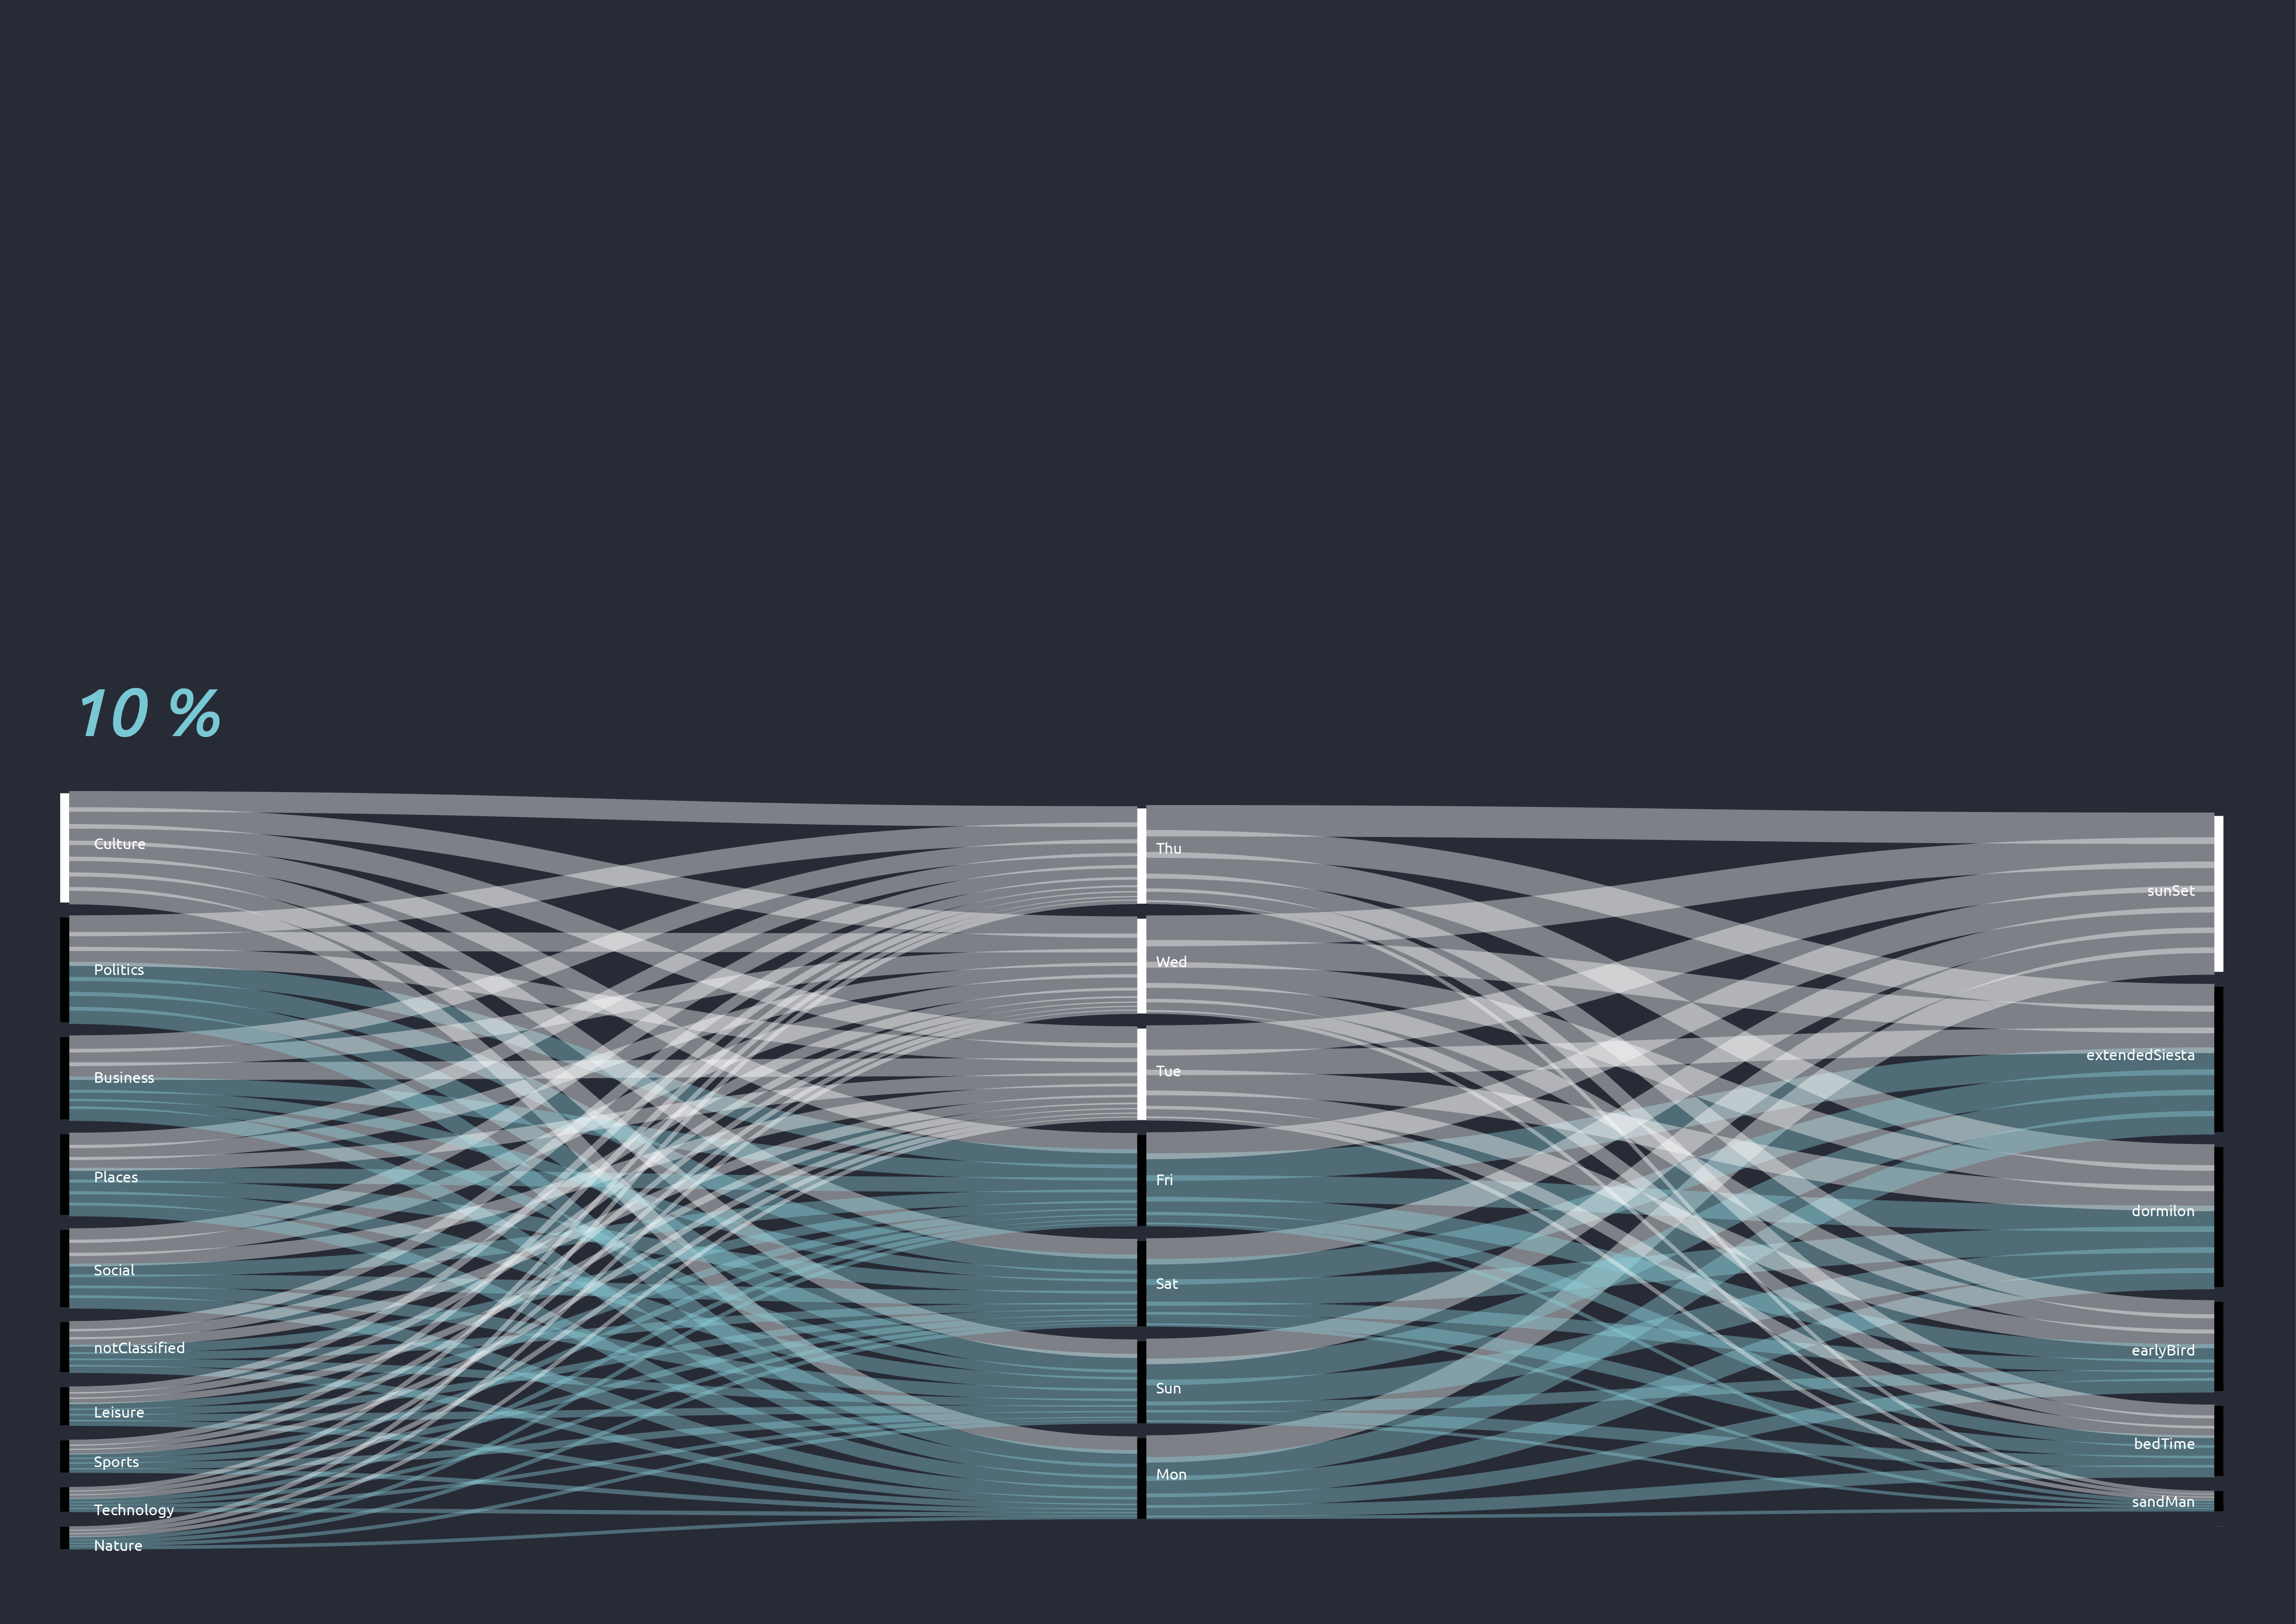 10 %
Culture
Politics
Business
Places
Social
notClassified
Leisure
Sports
Technology
Nature
Thu
Wed
Tue
Fri
Sat
Sun
Mon
sunSet
extendedSiesta
dormilon
earlyBird
bedTime
sandMan